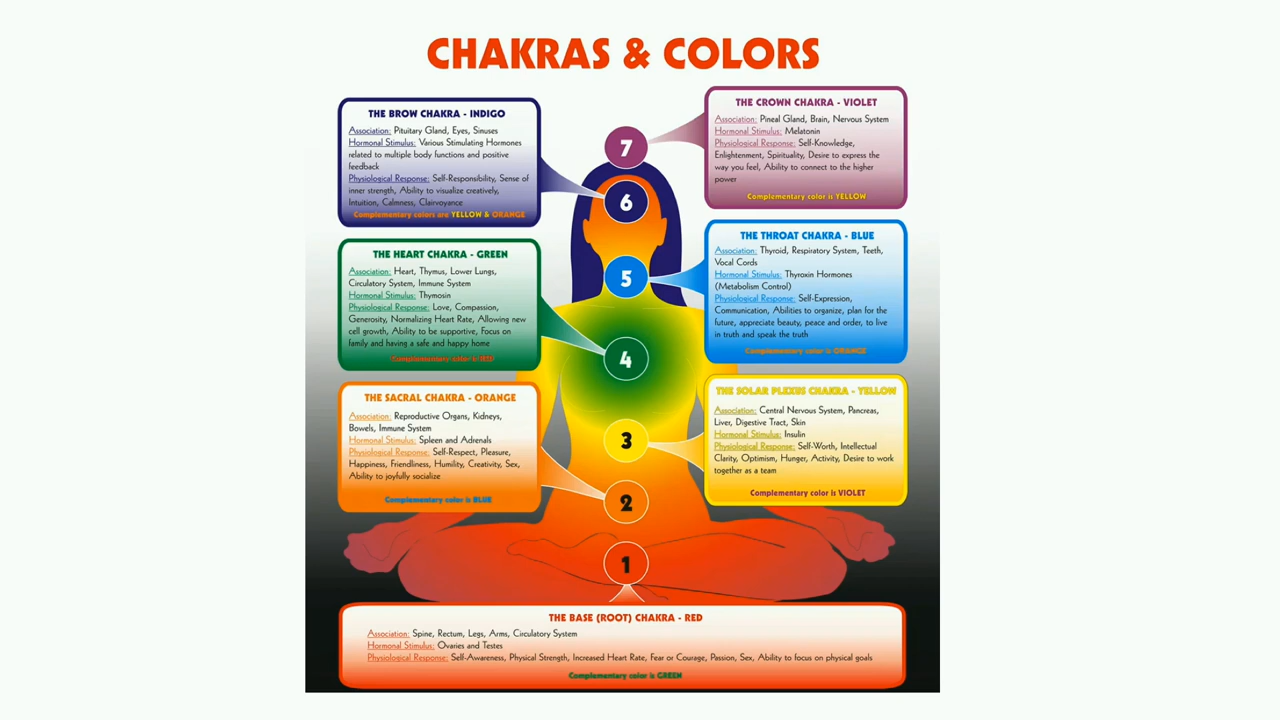 CHAKRAS & COLORS
THE BROW CHAKRA - INDIGO
Association: Pituitary Gland, Eyes, Sinuses
Hormonal Stimulus: Various Stimulating Hormones
related to multiple body functions and positive
feedback
Physiological Response: Self-Responsibility, Sense of
inner strength, Ability to visualize creatively,
Intuition, Calmness, Clairvoyance
Complementary colors are YELLOW & ORANGE
THE CROWN CHAKRA - VIOLET
Association: Pineal Gland, Brain, Nervous System
Hormonal Stimulus: Melatonin
Physiological Response: Self-Knowledge,
Enlightenment, Spirituality, Desire to express the
way you feel, Ability to connect to the higher
power
Complementary color is YELLOW
7
6
THE THROAT CHAKRA - BLUE
Association: Thyroid, Respiratory System, Teeth,
Vocal Cords
Hormonal Stimulus: Thyroxin Hormones
(Metabolism Control)
Physiological Response: Self-Expression,
Communication, Abilities to organize, plan for the
future, appreciate beauty, peace and order, to live
in truth and speak the truth
Complementary color is ORANGE
5
THE HEART CHAKRA - GREEN
Association: Heart, Thymus, Lower Lungs,
Circulatory System, Immune System
Hormonal Stimulus: Thymosin
Physiological Response: Love, Compassion,
Generosity, Normalizing Heart Rate, Allowing new
cell growth, Ability to be supportive, Focus on
family and having a safe and happy home
Complementary color is RED
4
THE SOLAR PLEXUS CHAKRA - YELLOW
Association: Central Nervous System, Pancreas,
Liver, Digestive Tract, Skin
Hormonal Stimulus: Insulin
Physiological Response: Self-Worth, Intellectual
Clarity, Optimism, Hunger, Activity, Desire to work
together as a team
Complementary color is VIOLET
3
THE SACRAL CHAKRA - ORANGE
Association: Reproductive Organs, Kidneys,
Bowels, Immune System
Hormonal Stimulus: Spleen and Adrenals
Physiological Response: Self-Respect, Pleasure,
Happiness, Friendliness, Humility, Creativity, Sex,
Ability to joyfully socialize
Complementary color is BLUE
2
1
THE BASE (ROOT) CHAKRA - RED
Association: Spine, Rectum, Legs, Arms, Circulatory System
Hormonal Stimulus: Ovaries and Testes
Physiological Response: Self-Awareness, Physical Strength, Increased Heart Rate, Fear or Courage, Passion, Sex, Ability to focus on physical goals
Complementary color is GREEN